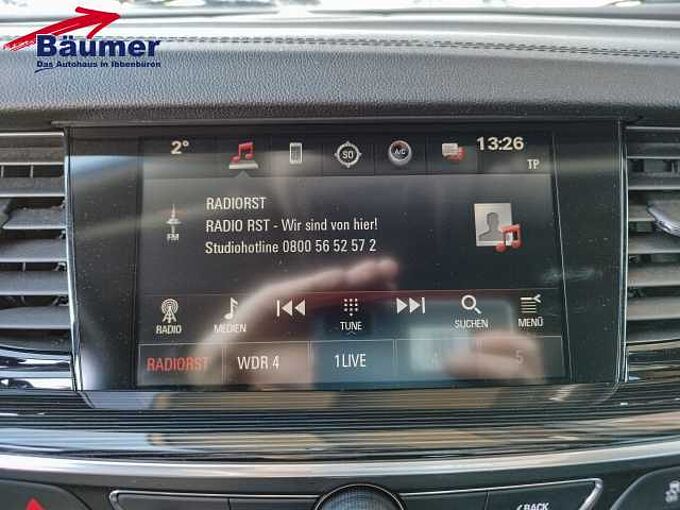 Bäumer
Das Autohaus in Ibbenbüren
2°
SD
A/C
13:26
TP
RADIORST
RADIO RST - Wir sind von hier!
Studiohotline 0800 56 52 57 2
FM
RADIO
MEDIEN
TUNE
SUCHEN
MENÜ
RADIORST
WDR 4
1LIVE
4
5
BACK